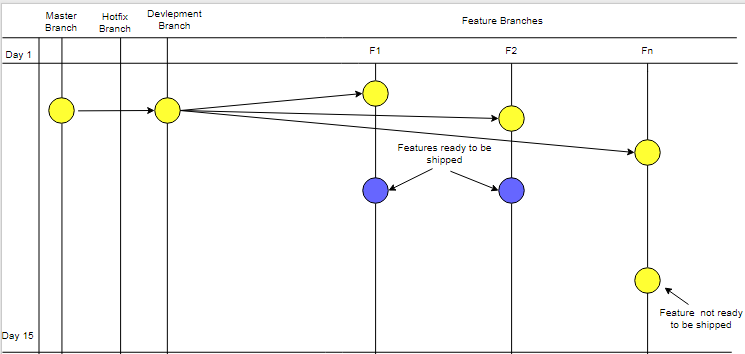 Master
Branch
Hotfix
Branch
Devlepment
Branch
Feature Branches
Day 1
F1
F2
Fn
Features ready to be
shipped
Feature  not ready
to be shipped
Day 15